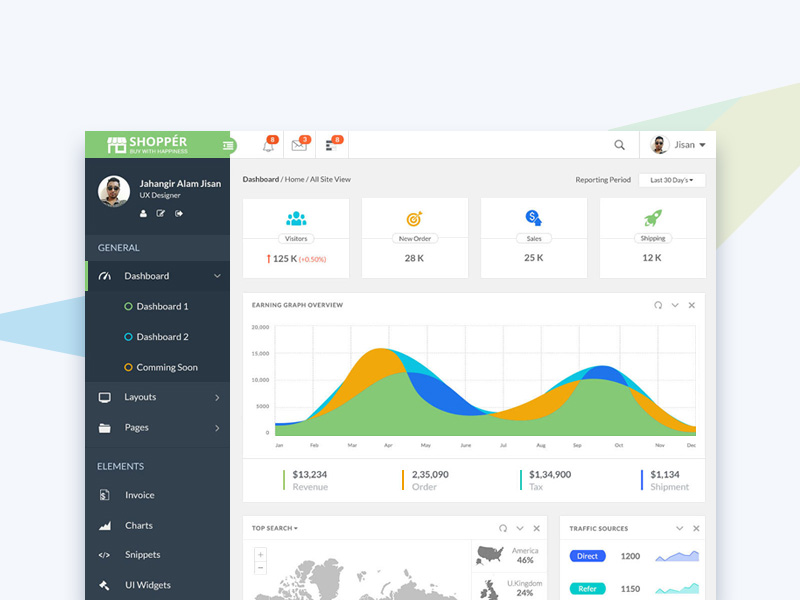 SHOPPÉR
BUY WITH HAPPINESS
8
3
8
Jisan
Jahangir Alam Jisan
UX Designer
GENERAL
Dashboard
Dashboard 1
Dashboard 2
Comming Soon
Layouts
Pages
ELEMENTS
Invoice
Charts
Snippets
UI Widgets
Dashboard / Home / All Site View
Reporting Period
Last 30 Day's
Visitors
125 K (+0.50%)
New Order
28 K
Sales
25 K
Shipping
12 K
EARNING GRAPH OVERVIEW
20,000
15,000
10,000
5000
0
Jan Feb Mar Apr May June Jul Aug Sep Oct Nov Dec
$13,234
Revenue
2,35,090
Order
$1,34,900
Tax
$1,134
Shipment
TOP SEARCH
+
−
America
46%
U.Kingdom
24%
TRAFFIC SOURCES
Direct 1200
Refer 1150